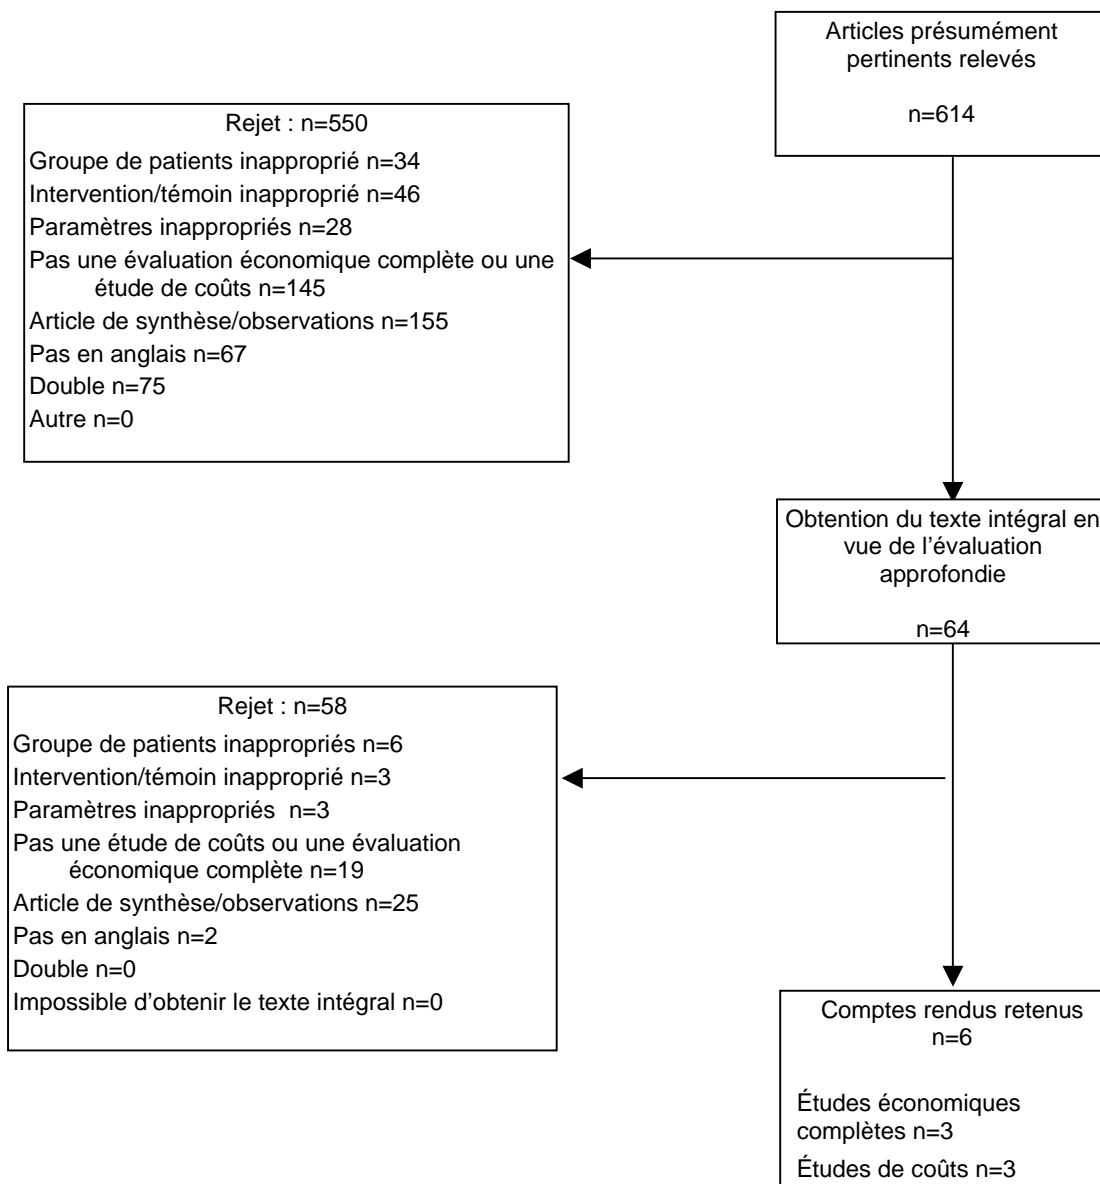 Articles présumément
pertinents relevés
n=614
Rejet : n=550
Groupe de patients inapproprié n=34
Intervention/témoin inapproprié n=46
Paramètres inappropriés n=28
Pas une évaluation économique complète ou une
étude de coûts n=145
Article de synthèse/observations n=155
Pas en anglais n=67
Double n=75
Autre n=0
Obtention du texte intégral en
vue de l’évaluation
approfondie
n=64
Rejet : n=58
Groupe de patients inappropriés n=6
Intervention/témoin inapproprié n=3
Paramètres inappropriés  n=3
Pas une étude de coûts ou une évaluation
économique complète n=19
Article de synthèse/observations n=25
Pas en anglais n=2
Double n=0
Impossible d’obtenir le texte intégral n=0
Comptes rendus retenus
n=6
Études économiques
complètes n=3
Études de coûts n=3